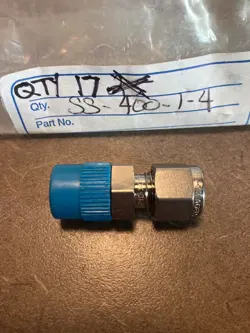 QTY 17
Qty. SS-400-1-4
Part No.